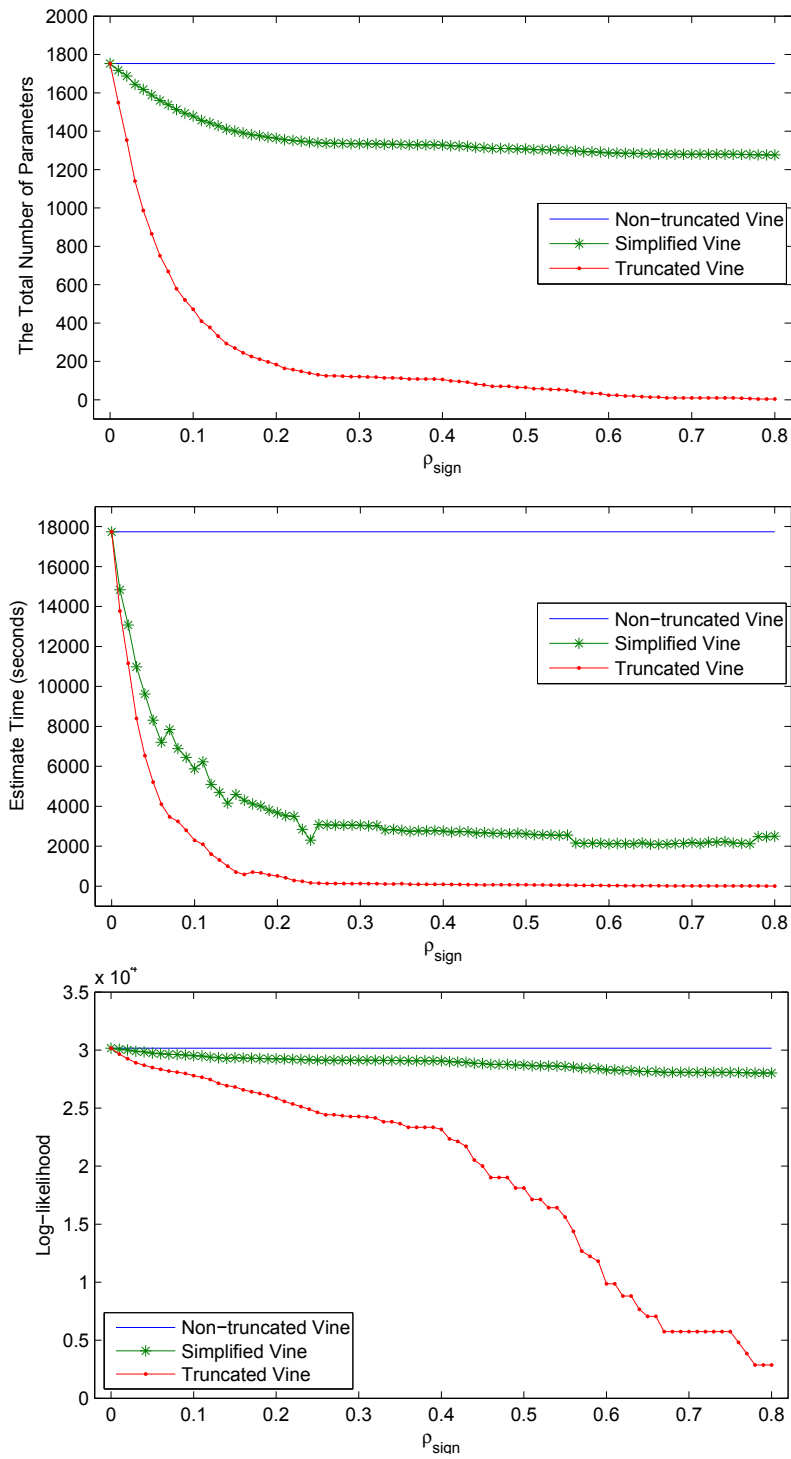 2000
1800
1600
1400
1200
1000
800
600
400
200
0
The Total Number of Parameters
Non−truncated Vine
Simplified Vine
Truncated Vine
0 0.1 0.2 0.3 0.4 0.5 0.6 0.7 0.8
ρsign
18000
16000
14000
12000
10000
8000
6000
4000
2000
0
Estimate Time (seconds)
Non−truncated Vine
Simplified Vine
Truncated Vine
0 0.1 0.2 0.3 0.4 0.5 0.6 0.7 0.8
ρsign
x 10⁴
3.5
3
2.5
2
1.5
1
0.5
0
Log−likelihood
Non−truncated Vine
Simplified Vine
Truncated Vine
0 0.1 0.2 0.3 0.4 0.5 0.6 0.7 0.8
ρsign